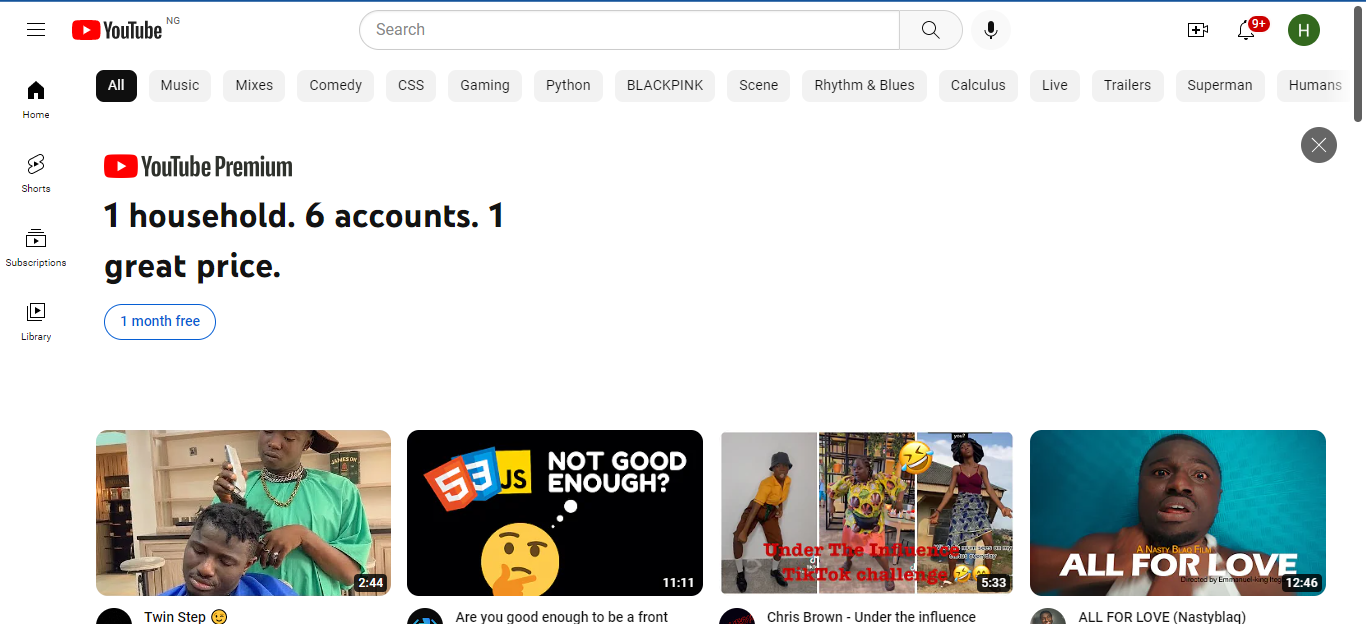 YouTube NG
Search
9+
H
All Music Mixes Comedy CSS Gaming Python BLACKPINK Scene Rhythm & Blues Calculus Live Trailers Superman Humans
Home
Shorts
Subscriptions
Library
YouTube Premium
1 household. 6 accounts. 1
great price.
1 month free
2:44
5 3 JS
NOT GOOD
ENOUGH?
11:11
you?
Under The Influence
TikTok challenge
5:33
A NASTY BLAQ FILM
ALL FOR LOVE
Directed by Emmanuel-king
12:46
Twin Step 😉
Are you good enough to be a front
Chris Brown - Under the influence
ALL FOR LOVE (Nastyblaq)